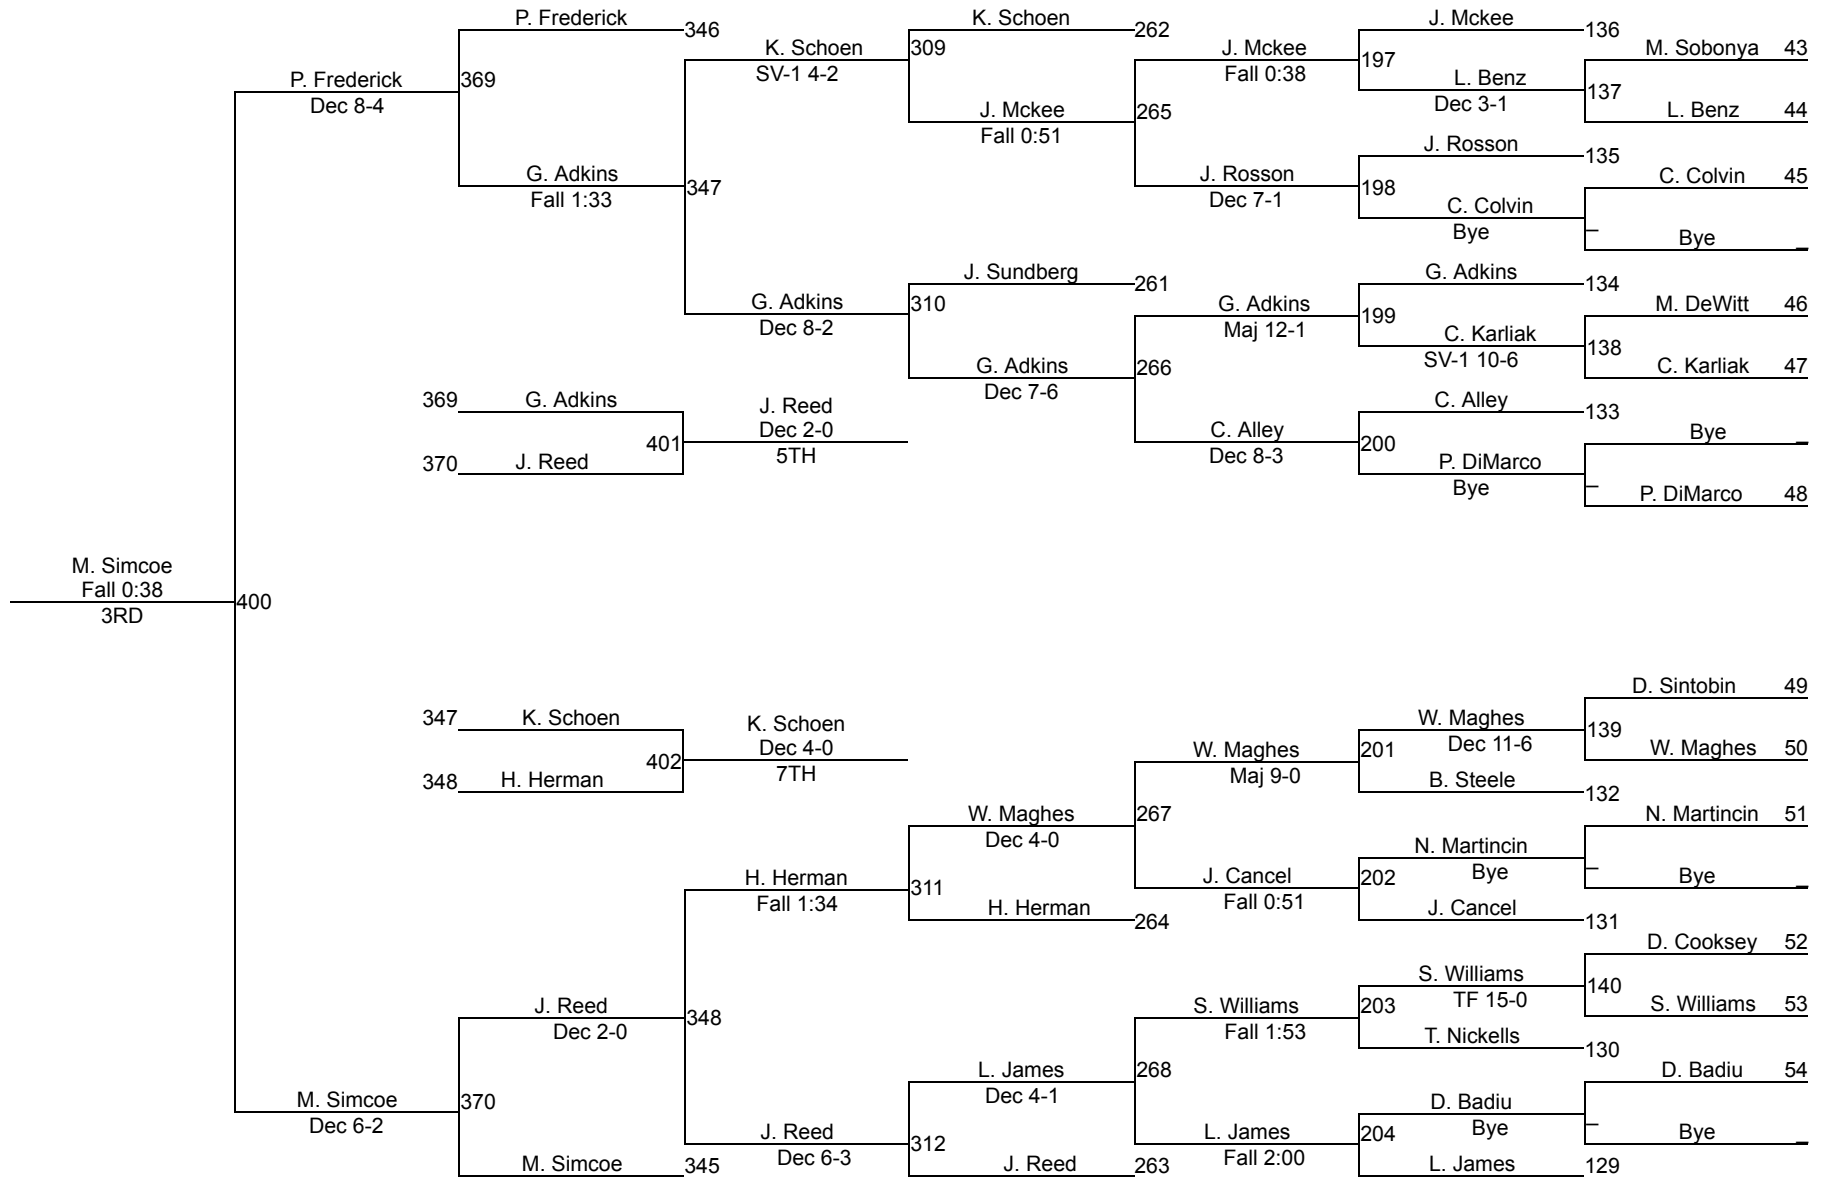 P. Frederick 346 K. Schoen 262 J. Mckee 136
K. Schoen 309 J. Mckee 197 M. Sobonya 43
SV-1 4-2 Fall 0:38
P. Frederick 369 L. Benz 137
Dec 8-4 J. Mckee 265 Dec 3-1 L. Benz 44
Fall 0:51
J. Rosson 135
G. Adkins 347 J. Rosson 198 C. Colvin 45
Fall 1:33 Dec 7-1
C. Colvin _
Bye Bye _
J. Sundberg 261 G. Adkins 134
G. Adkins 310 G. Adkins 199 M. DeWitt 46
Dec 8-2 Maj 12-1
C. Karliak 138
G. Adkins 266 SV-1 10-6 C. Karliak 47
Dec 7-6
369 G. Adkins J. Reed C. Alley 133
401 Dec 2-0 C. Alley 200 Bye _
5TH Dec 8-3
370 J. Reed P. DiMarco _
Bye P. DiMarco 48
M. Simcoe
Fall 0:38 400
3RD
D. Sintobin 49
347 K. Schoen K. Schoen W. Maghes 139
402 Dec 4-0 W. Maghes 201 Dec 11-6 W. Maghes 50
7TH Maj 9-0
348 H. Herman B. Steele 132
W. Maghes 267 N. Martincin 51
Dec 4-0
N. Martincin _
H. Herman 311 J. Cancel 202 Bye Bye _
Fall 1:34 Fall 0:51
H. Herman 264 J. Cancel 131
D. Cooksey 52
S. Williams 140
J. Reed 348 S. Williams 203 TF 15-0 S. Williams 53
Dec 2-0 Fall 1:53
T. Nickells 130
L. James 268 D. Badiu 54
Dec 4-1
M. Simcoe 370 D. Badiu _
Dec 6-2 Bye
J. Reed 312 L. James 204 Bye _
Dec 6-3 Fall 2:00
M. Simcoe 345 J. Reed 263 L. James 129